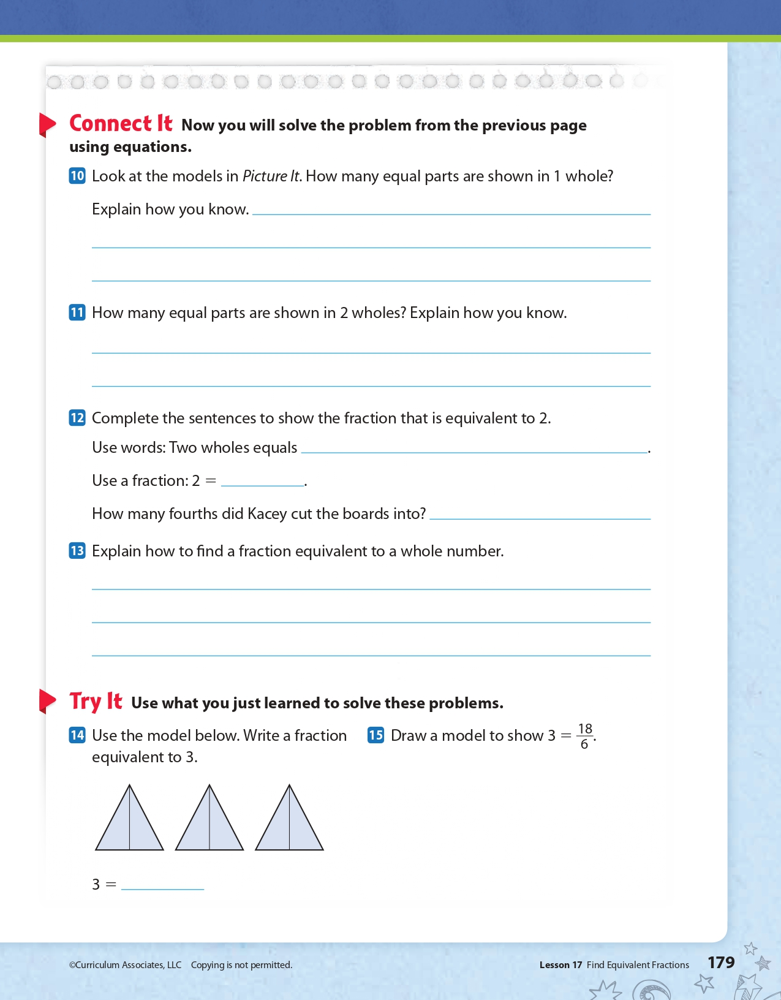 Connect It Now you will solve the problem from the previous page
using equations.
10 Look at the models in Picture It. How many equal parts are shown in 1 whole?
Explain how you know.
11 How many equal parts are shown in 2 wholes? Explain how you know.
12 Complete the sentences to show the fraction that is equivalent to 2.
Use words: Two wholes equals .
Use a fraction: 2 = .
How many fourths did Kacey cut the boards into?
13 Explain how to find a fraction equivalent to a whole number.
Try It Use what you just learned to solve these problems.
14 Use the model below. Write a fraction
equivalent to 3.
3 =
15 Draw a model to show 3 = 18/6.
©Curriculum Associates, LLC Copying is not permitted.
Lesson 17 Find Equivalent Fractions 179